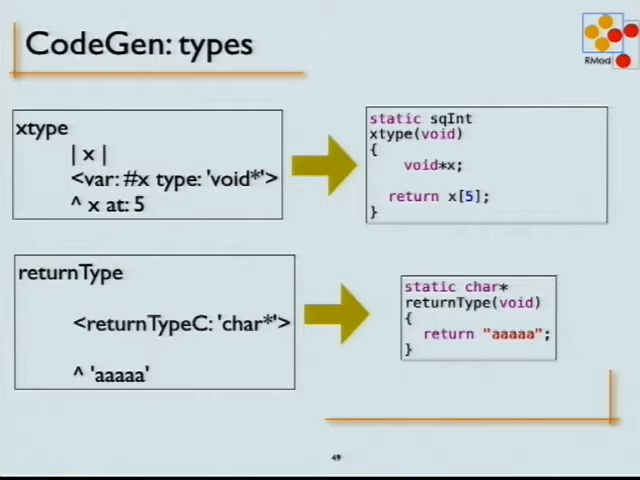 CodeGen: types
RMod
xtype
| x |
<var: #x type: 'void*'>
^ x at: 5
static sqInt
xtype(void)
{
void*x;
return x[5];
}
returnType
<returnTypeC: 'char*'>
^ 'aaaaa'
static char*
returnType(void)
{
return "aaaaa";
}
49